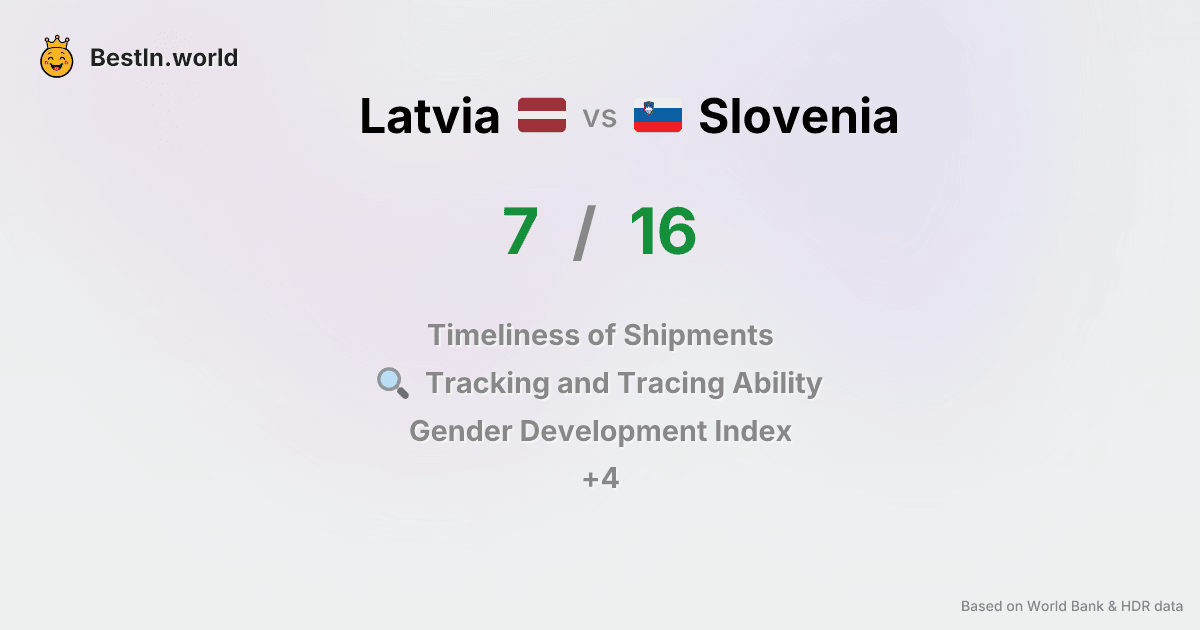 BestIn.world
Latvia vs Slovenia
7 / 16
Timeliness of Shipments
Tracking and Tracing Ability
Gender Development Index
+4
Based on World Bank & HDR data